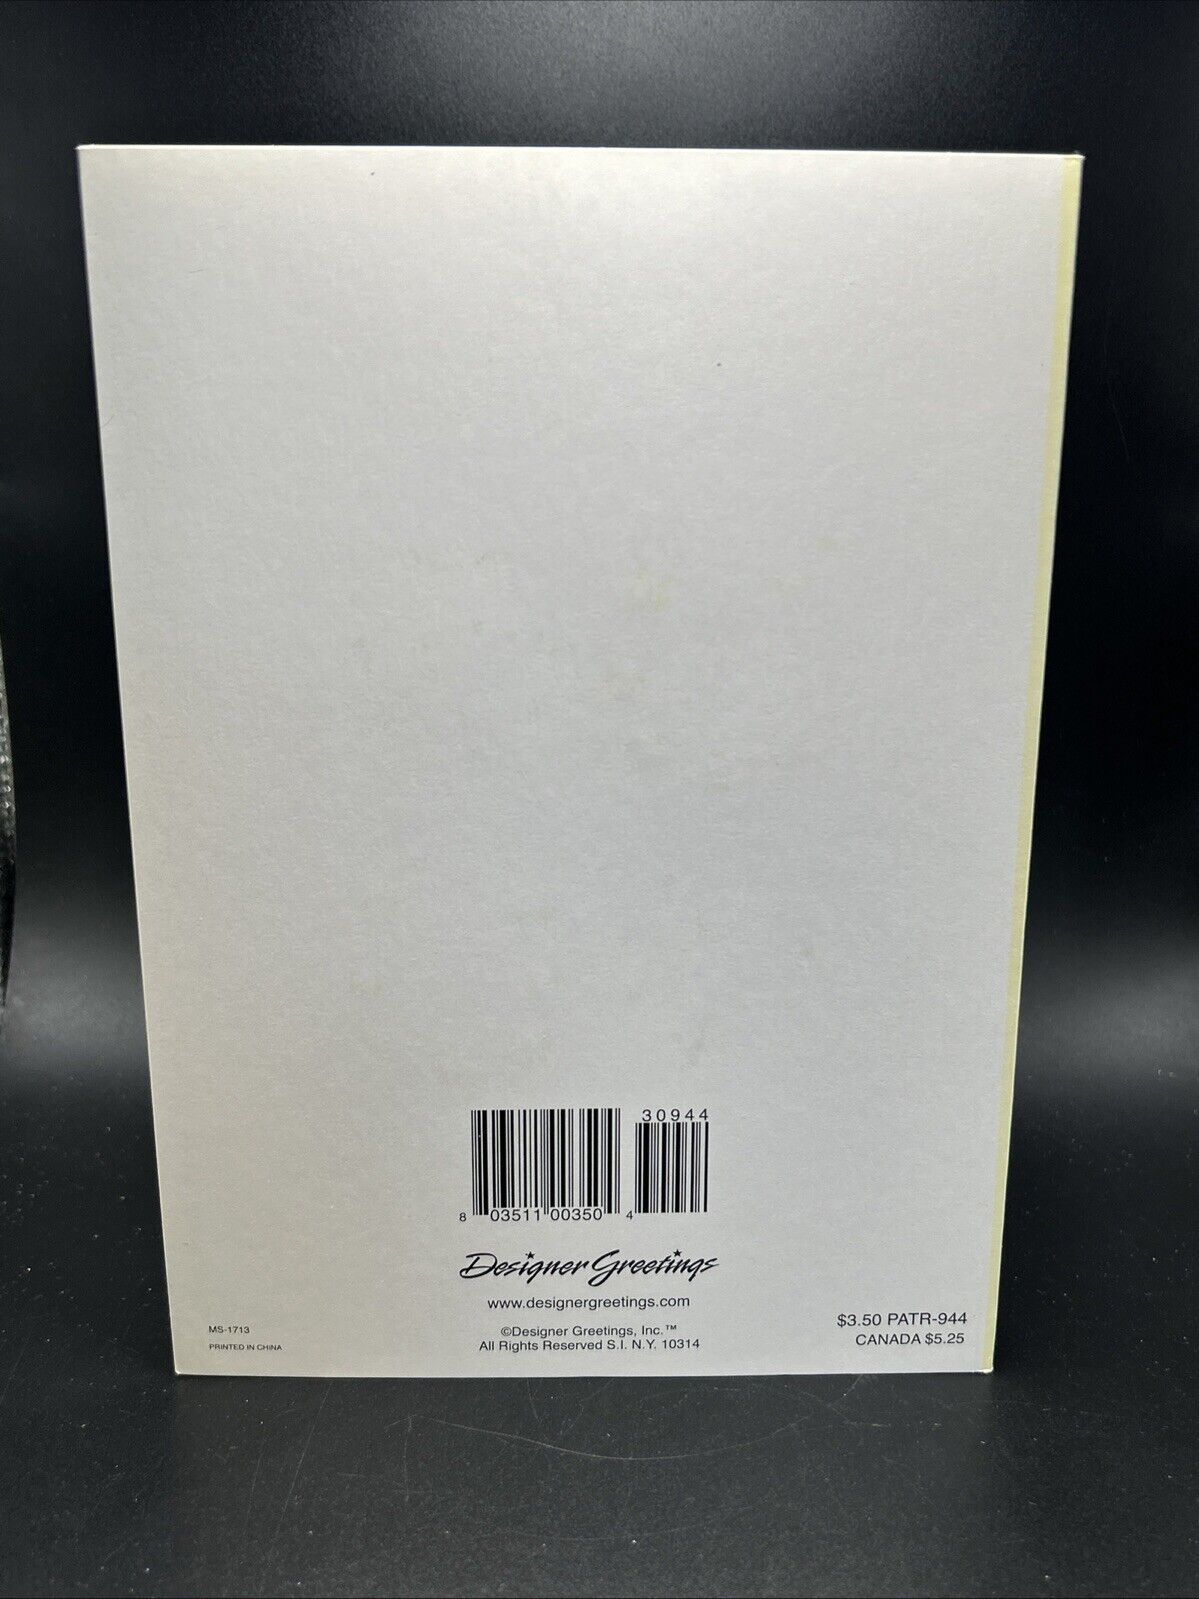 30944
8 03511 00350 4
Designer Greetings
www.designergreetings.com
©Designer Greetings, Inc.™
All Rights Reserved S.I. N.Y. 10314
MS-1713
PRINTED IN CHINA
$3.50 PATR-944
CANADA $5.25